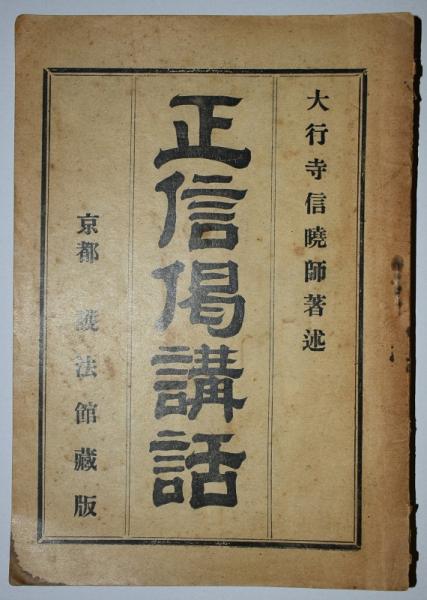 大行寺信曉師著述
正信偈講話
京都 護法館藏版